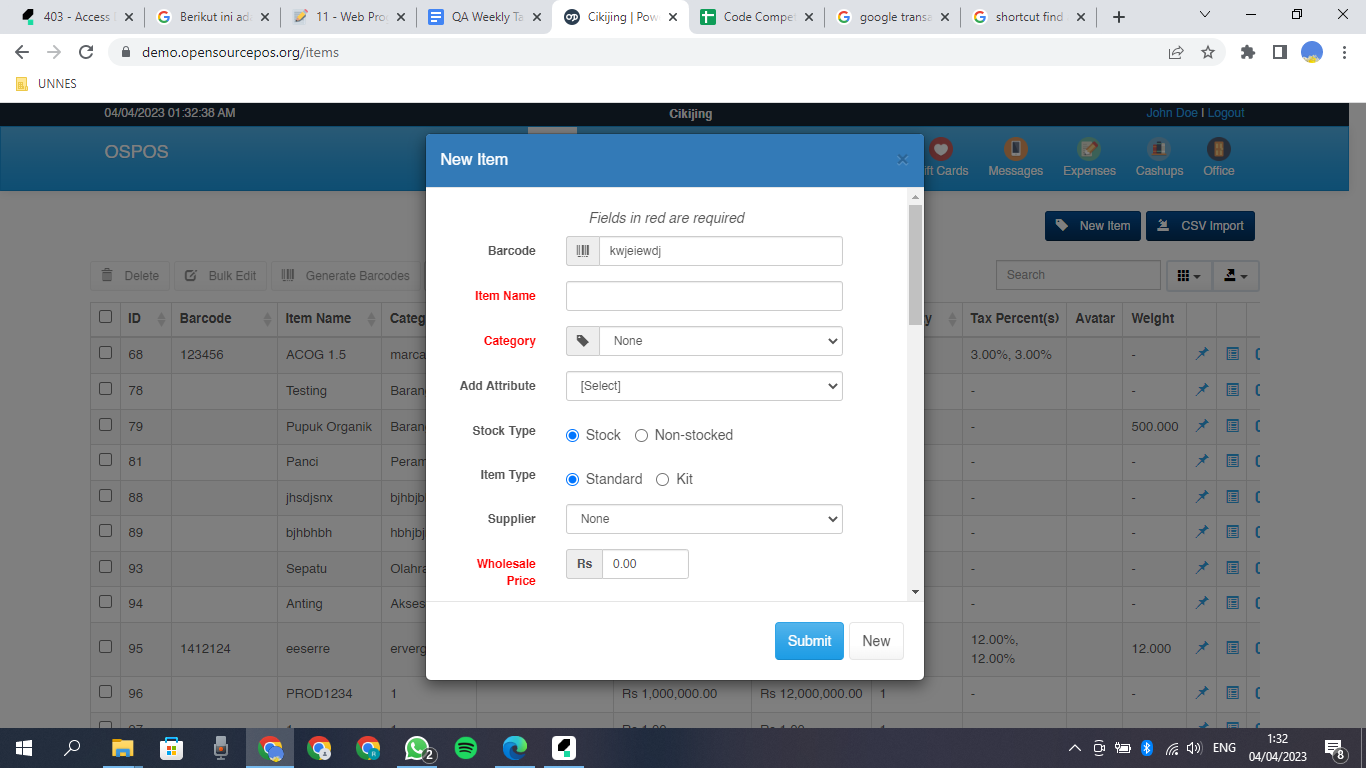 403 - Access
Berikut ini ad
11 - Web Pro
QA Weekly Ta
Cikijing | Pow
Code Compet
google transa
shortcut find
demo.opensourcepos.org/items
UNNES
04/04/2023 01:32:38 AM
Cikijing
John Doe | Logout
OSPOS
ift Cards
Messages
Expenses
Cashups
Office
New Item
CSV Import
Delete
Bulk Edit
Generate Barcodes
Search
ID Barcode Item Name Categ y Tax Percent(s) Avatar Weight
68 123456 ACOG 1.5 marca 3.00%, 3.00% -
78 Testing Baran - -
79 Pupuk Organik Baran - 500.000
81 Panci Peram - -
88 jhsdjsnx bjhbjb - -
89 bjhbhbh hbhjbj - -
93 Sepatu Olahra - -
94 Anting Akses - -
95 1412124 eeserre erverg 12.00%, 12.000
12.00%
96 PROD1234 1 Rs 1,000,000.00 Rs 12,000,000.00 1 - -
New Item
×
Fields in red are required
Barcode kwjeiewdj
Item Name
Category None
Add Attribute [Select]
Stock Type Stock Non-stocked
Item Type Standard Kit
Supplier None
Wholesale Rs 0.00
Price
Submit New
2
ENG
1:32
04/04/2023
8